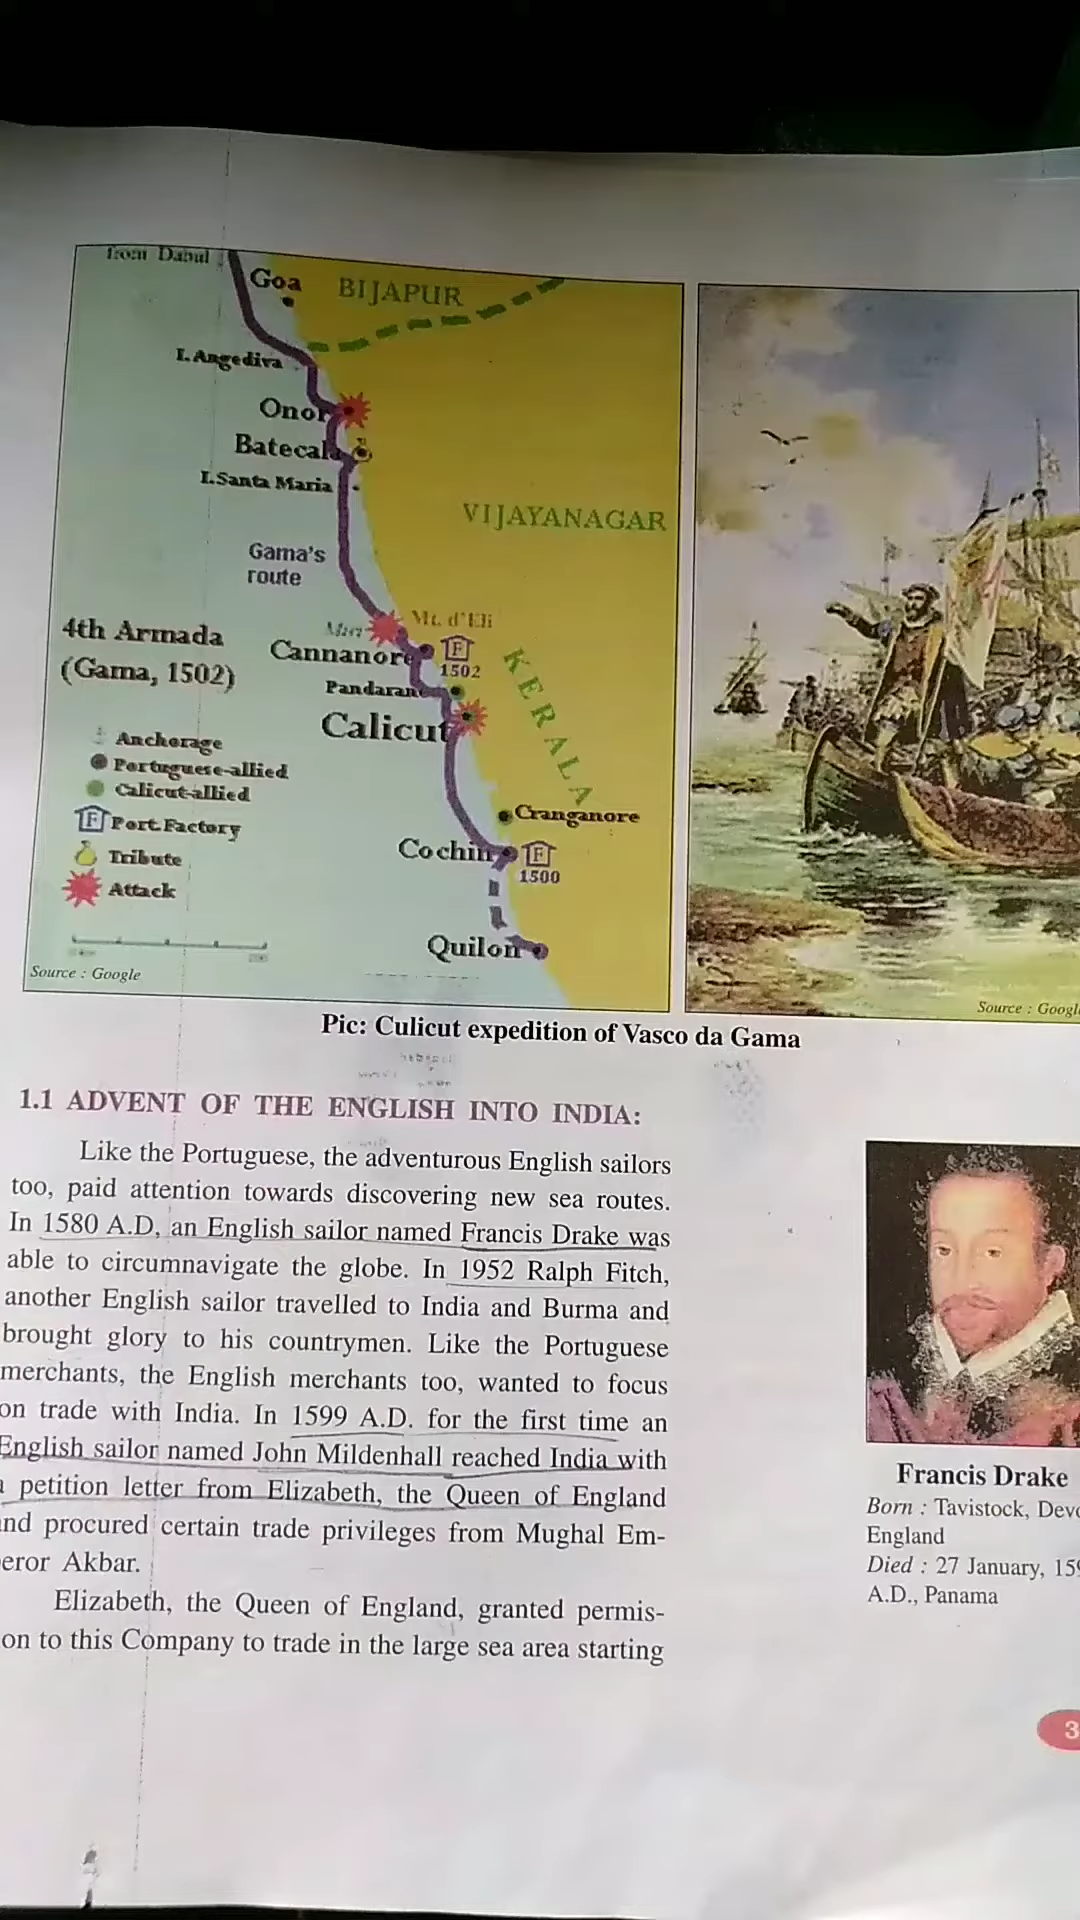 from Dabul
Goa
BIJAPUR
I. Angediva
Onor
Batecala
I. Santa Maria
VIJAYANAGAR
Gama's
route
Mt. d'Eli
4th Armada
(Gama, 1502)
Cannanore
F
1502
Pandarane
KERALA
Calicut
Anchorage
Portuguese-allied
Calicut-allied
F Port. Factory
Tribute
Attack
Cranganore
Cochin
F
1500
Quilon
Source : Google
Source : Googl
Pic: Culicut expedition of Vasco da Gama
1.1 ADVENT OF THE ENGLISH INTO INDIA:
Like the Portuguese, the adventurous English sailors
too, paid attention towards discovering new sea routes.
In 1580 A.D, an English sailor named Francis Drake was
able to circumnavigate the globe. In 1952 Ralph Fitch,
another English sailor travelled to India and Burma and
brought glory to his countrymen. Like the Portuguese
merchants, the English merchants too, wanted to focus
on trade with India. In 1599 A.D. for the first time an
English sailor named John Mildenhall reached India with
petition letter from Elizabeth, the Queen of England
nd procured certain trade privileges from Mughal Em-
eror Akbar.
Elizabeth, the Queen of England, granted permis-
on to this Company to trade in the large sea area starting
Francis Drake
Born : Tavistock, Devo
England
Died : 27 January, 159
A.D., Panama
3